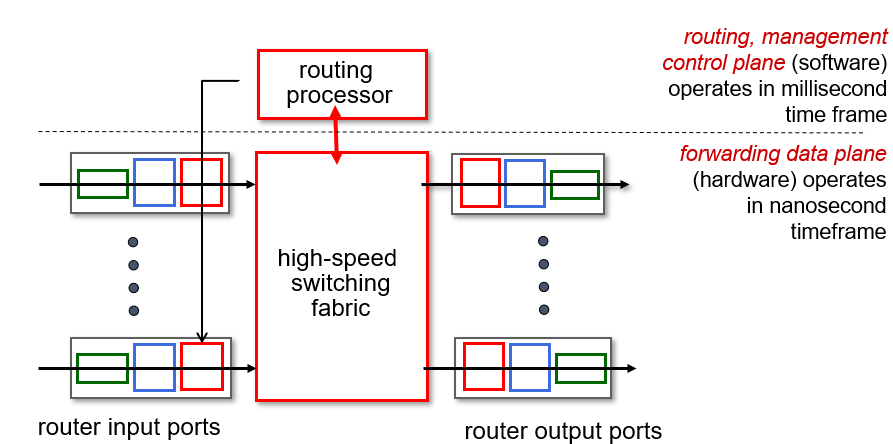 routing, management
control plane (software)
operates in millisecond
time frame
routing
processor
forwarding data plane
(hardware) operates
in nanosecond
timeframe
high-speed
switching
fabric
router input ports
router output ports